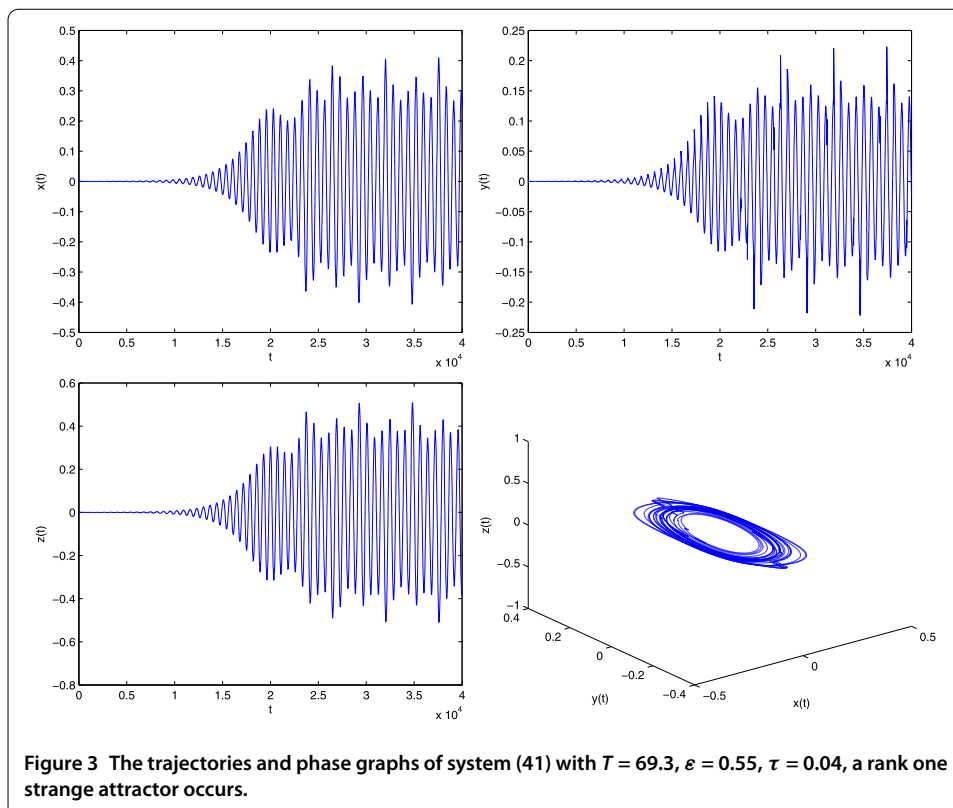 0.5
0.4
0.3
0.2
0.1
0
−0.1
−0.2
−0.3
−0.4
−0.5
x(t)
0 0.5 1 1.5 2 2.5 3 3.5 4
t
x 10⁴
0.25
0.2
0.15
0.1
0.05
0
−0.05
−0.1
−0.15
−0.2
−0.25
y(t)
0 0.5 1 1.5 2 2.5 3 3.5 4
t
x 10⁴
0.6
0.4
0.2
0
−0.2
−0.4
−0.6
−0.8
z(t)
0 0.5 1 1.5 2 2.5 3 3.5 4
t
x 10⁴
1
0.5
0
−0.5
−1
z(t)
0.4
0.2
0
−0.2
−0.4
y(t)
−0.5
0
0.5
x(t)
Figure 3 The trajectories and phase graphs of system (41) with T = 69.3, ε = 0.55, τ = 0.04, a rank one
strange attractor occurs.